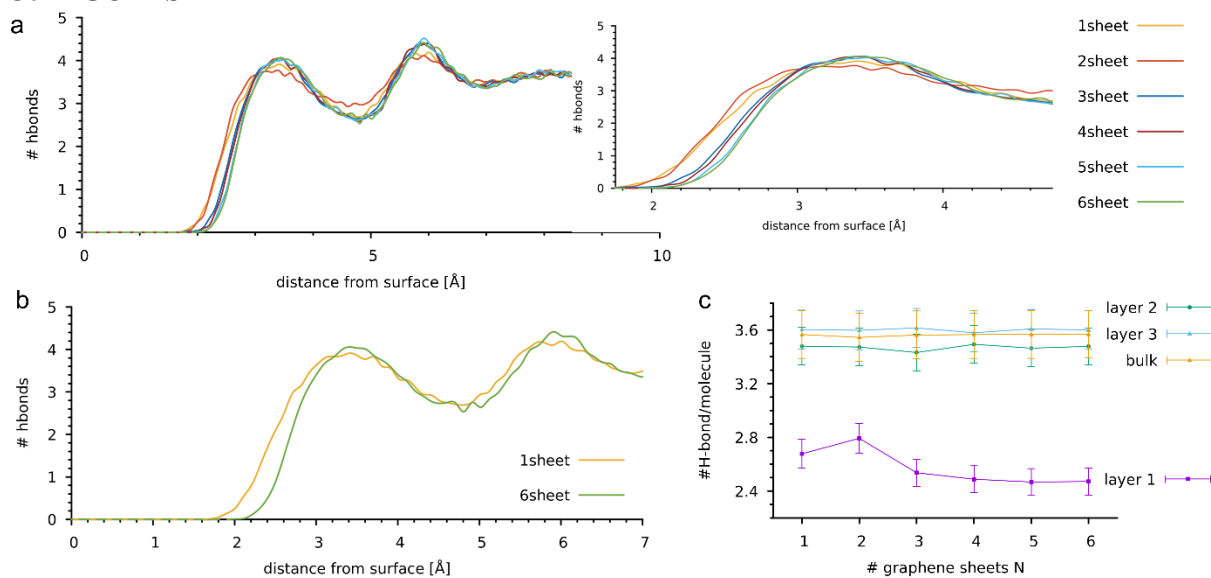 a
5
4
3
2
1
0
# hbonds
0
5
10
distance from surface [Å]
5
4
3
2
1
0
# hbonds
2
3
4
distance from surface [Å]
1sheet
2sheet
3sheet
4sheet
5sheet
6sheet
b
5
4
3
2
1
0
# hbonds
1sheet
6sheet
0
1
2
3
4
5
6
7
distance from surface [Å]
c
3.6
3.2
2.8
2.4
#H-bond/molecule
layer 2
layer 3
bulk
layer 1
1
2
3
4
5
6
# graphene sheets N